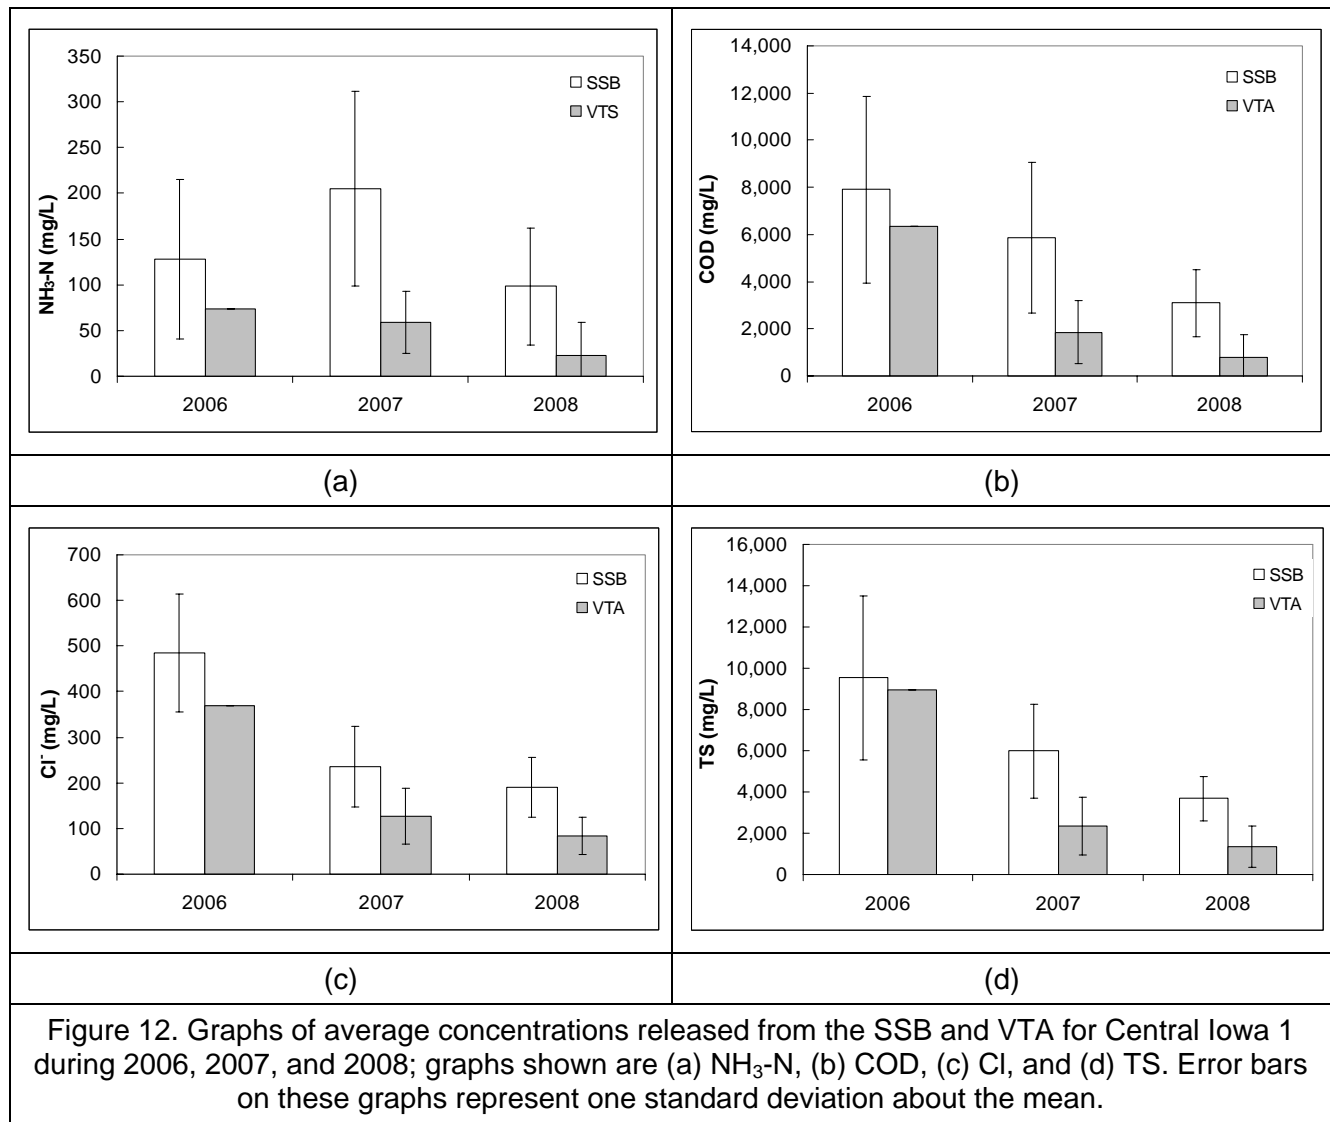 350
300
250
200
150
100
50
0
NH₃-N (mg/L)
SSB
VTS
2006 2007 2008
14,000
12,000
10,000
8,000
6,000
4,000
2,000
0
COD (mg/L)
SSB
VTA
2006 2007 2008
(a) (b)
700
600
500
400
300
200
100
0
Cl⁻ (mg/L)
SSB
VTA
2006 2007 2008
16,000
14,000
12,000
10,000
8,000
6,000
4,000
2,000
0
TS (mg/L)
SSB
VTA
2006 2007 2008
(c) (d)
Figure 12. Graphs of average concentrations released from the SSB and VTA for Central Iowa 1
during 2006, 2007, and 2008; graphs shown are (a) NH₃-N, (b) COD, (c) Cl, and (d) TS. Error bars
on these graphs represent one standard deviation about the mean.